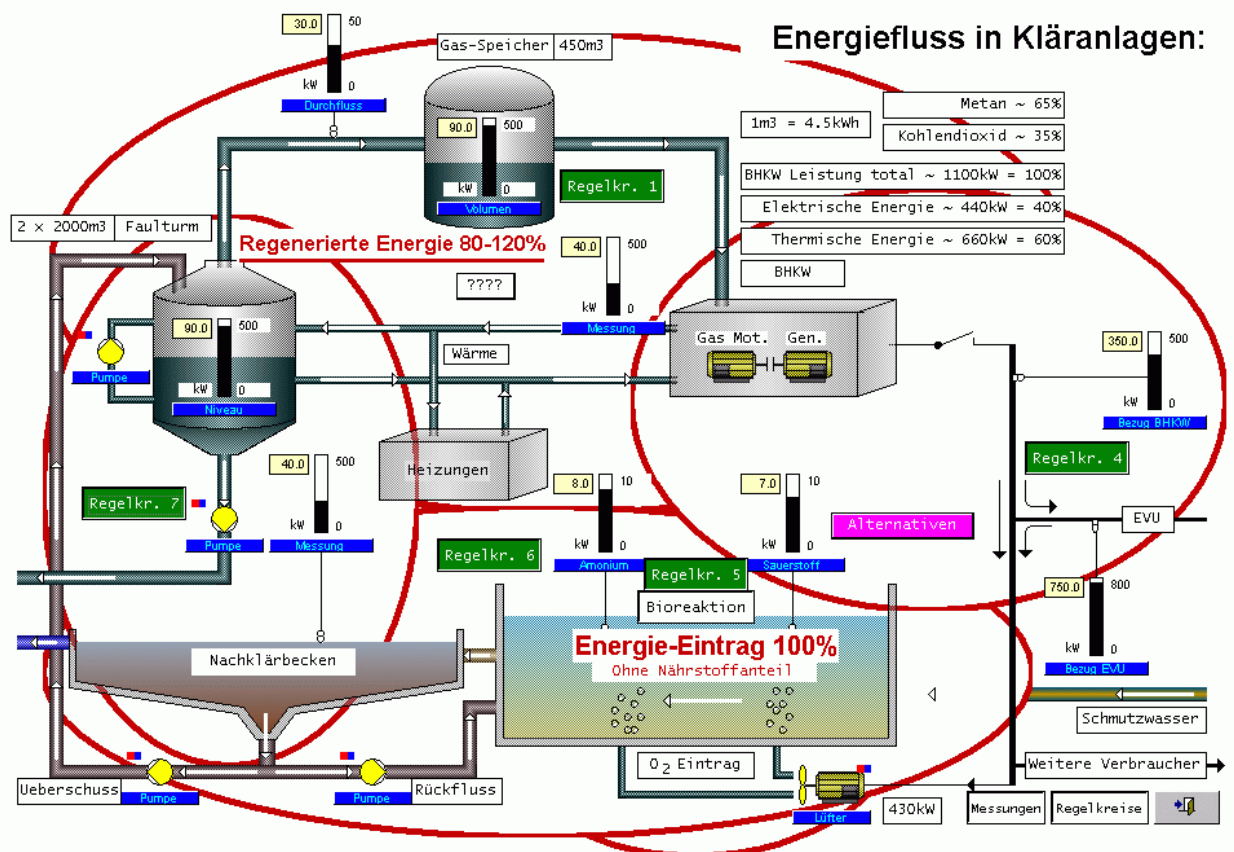 Energiefluss in Kläranlagen:
30.0
50
kW
0
Durchfluss
Gas-Speicher
450m3
90.0
500
kW
0
Volumen
Regelkr. 1
1m3 = 4.5kWh
Metan ~ 65%
Kohlendioxid ~ 35%
BHKW Leistung total ~ 1100kW = 100%
Elektrische Energie ~ 440kW = 40%
Thermische Energie ~ 660kW = 60%
BHKW
2 x 2000m3
Faulturm
Regenerierte Energie 80-120%
????
40.0
500
kW
0
Messung
90.0
500
kW
0
Niveau
Pumpe
Wärme
Gas Mot.
Gen.
350.0
500
kW
0
Bezug BHKW
Heizungen
Regelkr. 4
Regelkr. 7
Pumpe
40.0
500
kW
0
Messung
Regelkr. 6
8.0
10
kW
0
Amonium
Regelkr. 5
7.0
10
kW
0
Sauerstoff
Alternativen
EVU
750.0
800
kW
0
Bezug EVU
Bioreaktion
Energie-Eintrag 100%
Ohne Nährstoffanteil
Nachklärbecken
Schmutzwasser
O2 Eintrag
Weitere Verbraucher
Ueberschuss
Pumpe
Pumpe
Rückfluss
Lüfter
430kW
Messungen
Regelkreise